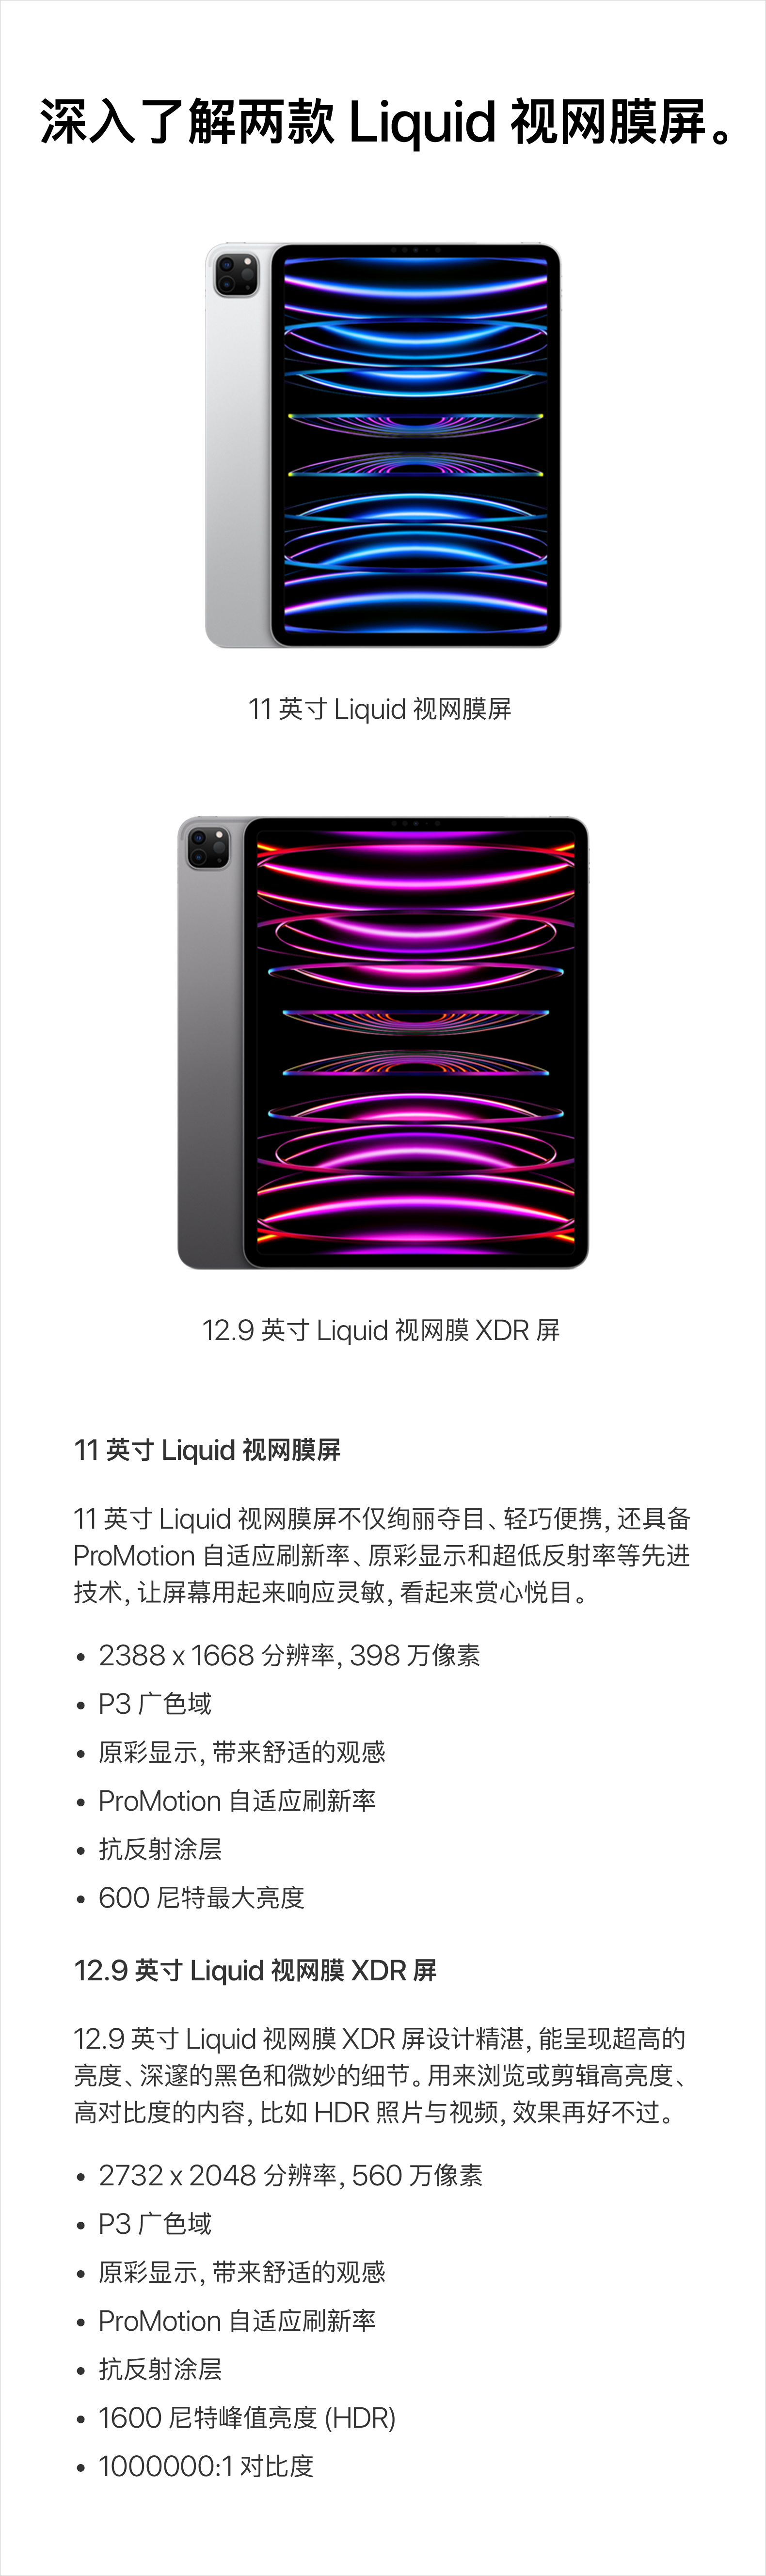 深入了解两款 Liquid 视网膜屏。
11 英寸 Liquid 视网膜屏
12.9 英寸 Liquid 视网膜 XDR 屏
11 英寸 Liquid 视网膜屏
11 英寸 Liquid 视网膜屏不仅绚丽夺目、轻巧便携, 还具备
ProMotion 自适应刷新率、原彩显示和超低反射率等先进
技术, 让屏幕用起来响应灵敏, 看起来赏心悦目。
• 2388 x 1668 分辨率, 398 万像素
• P3 广色域
• 原彩显示, 带来舒适的观感
• ProMotion 自适应刷新率
• 抗反射涂层
• 600 尼特最大亮度
12.9 英寸 Liquid 视网膜 XDR 屏
12.9 英寸 Liquid 视网膜 XDR 屏设计精湛, 能呈现超高的
亮度、深邃的黑色和微妙的细节。用来浏览或剪辑高亮度、
高对比度的内容, 比如 HDR 照片与视频, 效果再好不过。
• 2732 x 2048 分辨率, 560 万像素
• P3 广色域
• 原彩显示, 带来舒适的观感
• ProMotion 自适应刷新率
• 抗反射涂层
• 1600 尼特峰值亮度 (HDR)
• 1000000:1 对比度